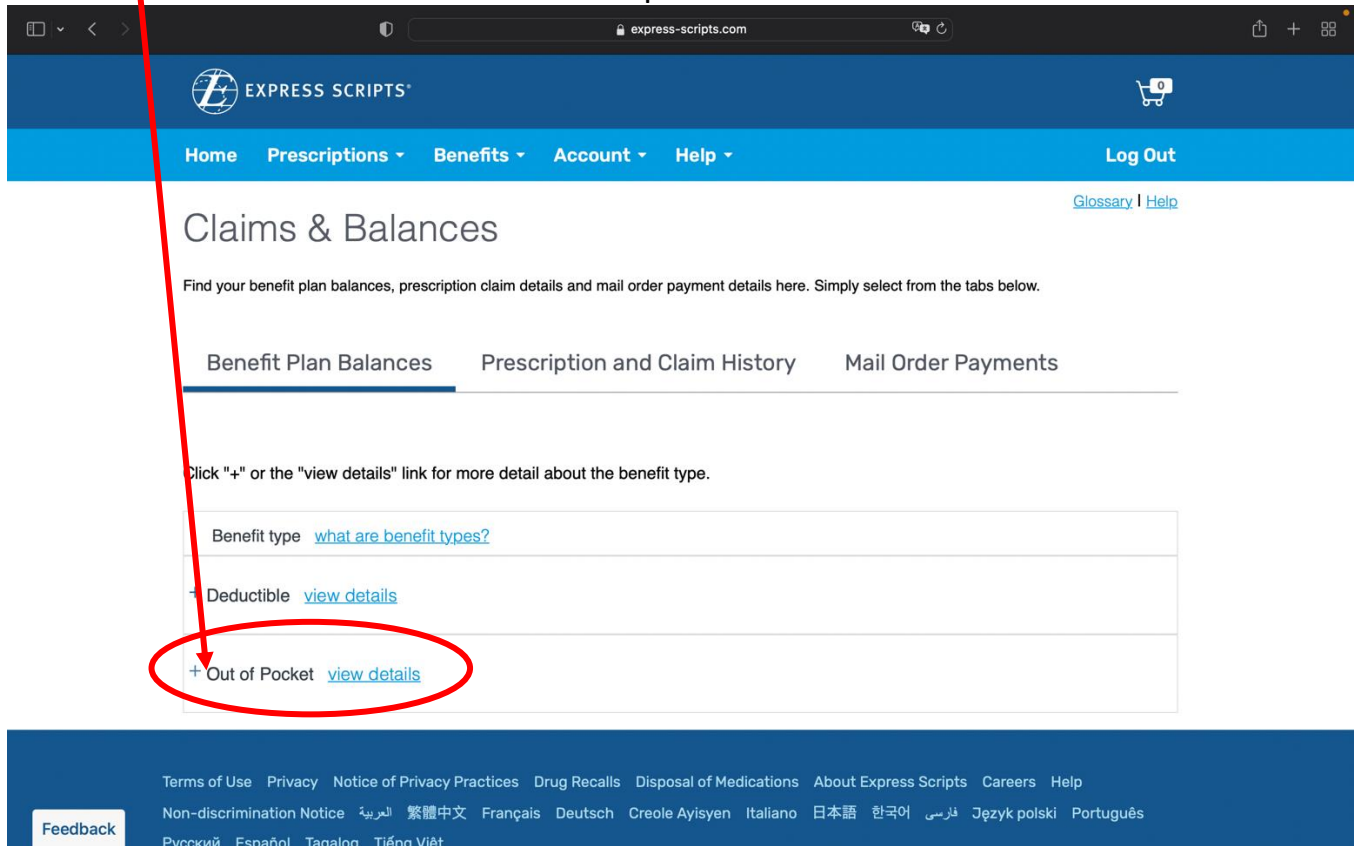 express-scripts.com
EXPRESS SCRIPTS®
0
Home Prescriptions Benefits Account Help Log Out
Glossary | Help
Claims & Balances
Find your benefit plan balances, prescription claim details and mail order payment details here. Simply select from the tabs below.
Benefit Plan Balances Prescription and Claim History Mail Order Payments
Click "+" or the "view details" link for more detail about the benefit type.
Benefit type what are benefit types?
+ Deductible view details
+ Out of Pocket view details
Terms of Use Privacy Notice of Privacy Practices Drug Recalls Disposal of Medications About Express Scripts Careers Help
Non-discrimination Notice العربية 繁體中文 Français Deutsch Creole Ayisyen Italiano 日本語 한국어 فارسی Język polski Português
Feedback
Русский Español Tagalog Tiếng Việt